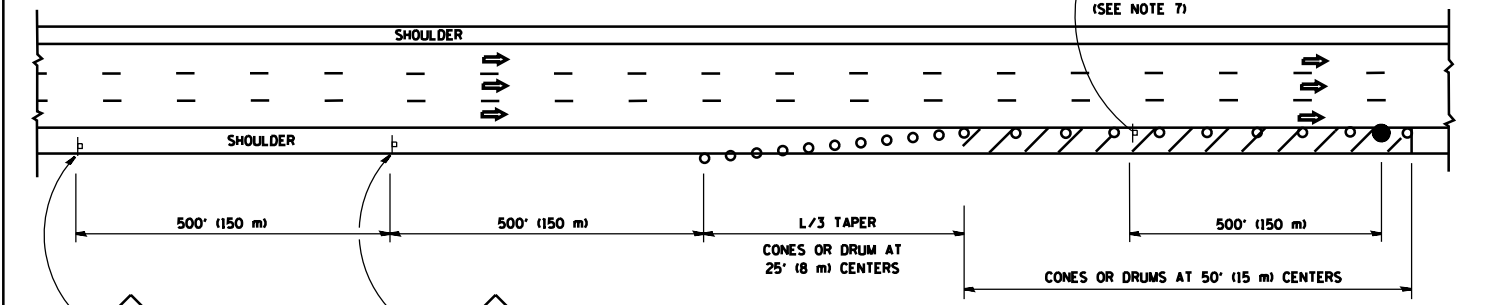 (SEE NOTE 7)
SHOULDER
SHOULDER
500' (150 m)
500' (150 m)
L/3 TAPER
500' (150 m)
CONES OR DRUM AT
25' (8 m) CENTERS
CONES OR DRUMS AT 50' (15 m) CENTERS